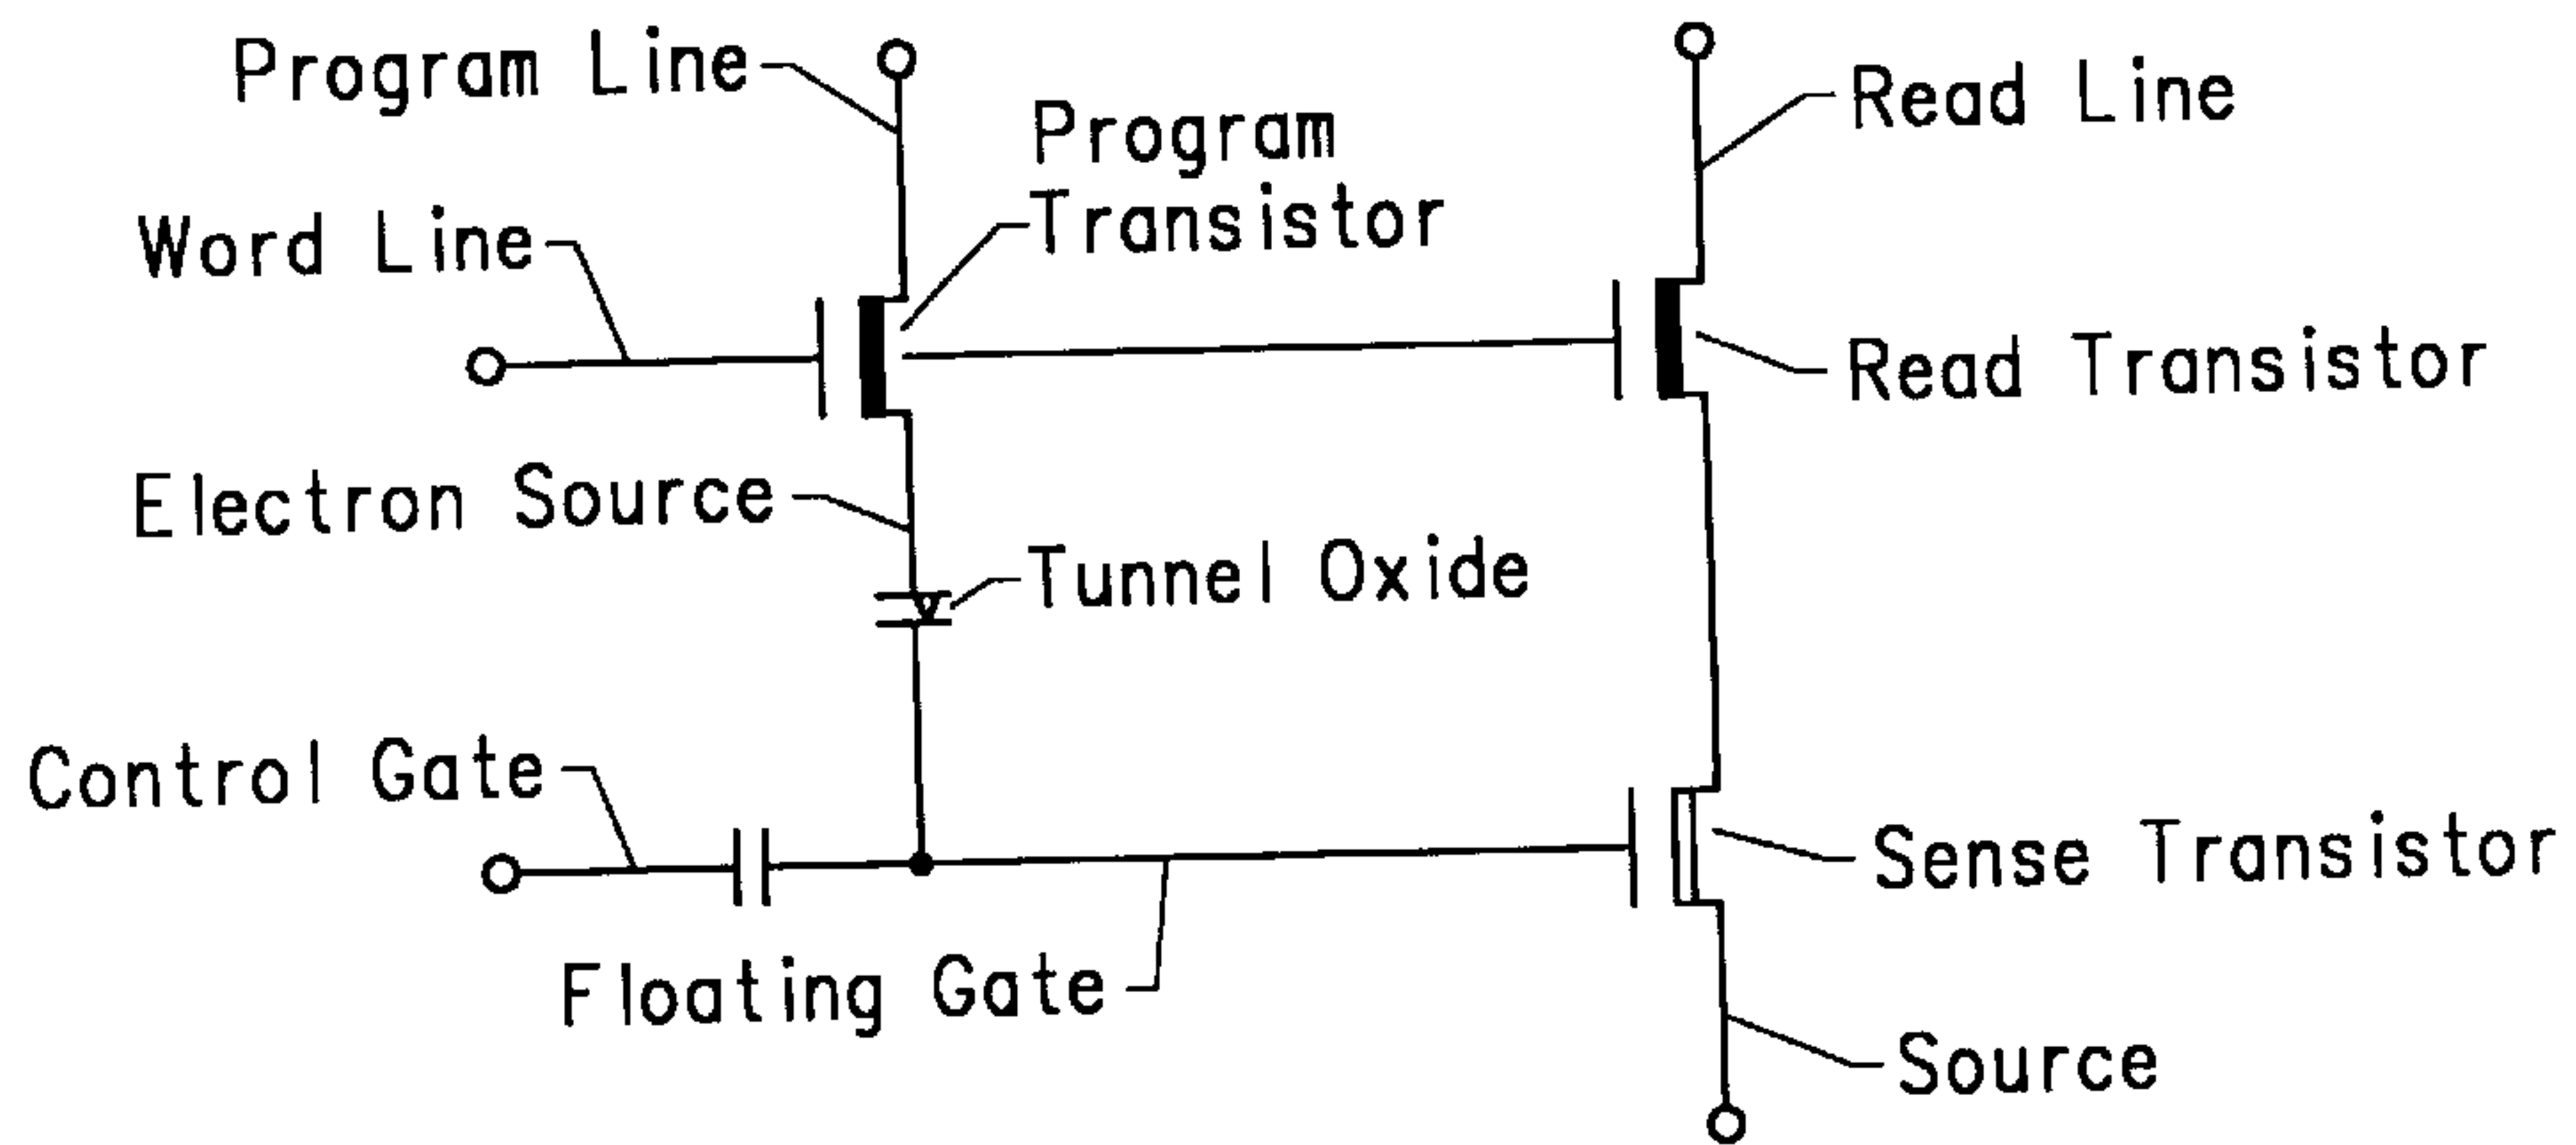 Program Line
Program
Transistor
Read Line
Word Line
Read Transistor
Electron Source
Tunnel Oxide
Control Gate
Sense Transistor
Floating Gate
Source